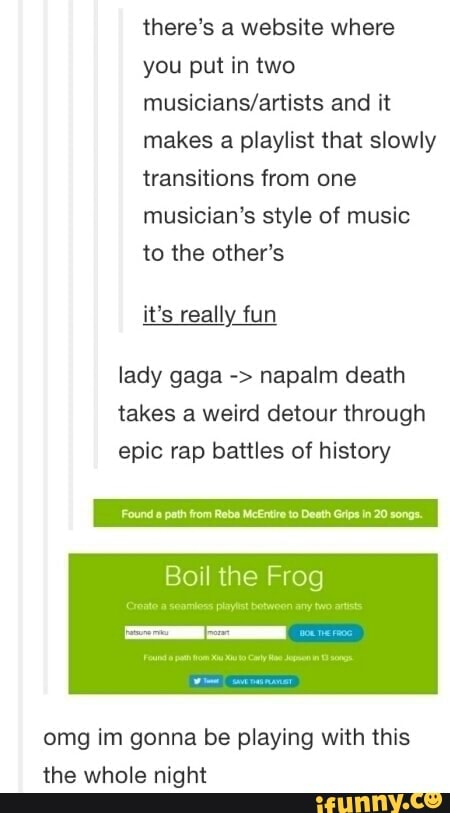 there's a website where
you put in two
musicians/artists and it
makes a playlist that slowly
transitions from one
musician's style of music
to the other's
it's really fun
lady gaga -> napalm death
takes a weird detour through
epic rap battles of history
Found a path from Reba McEntire to Death Grips in 20 songs.
Boil the Frog
Create a seamless playlist between any two artists
hatsune miku mozart BOIL THE FROG
Found a path from Xiu Xiu to Carly Rae Jepsen in 13 songs.
Tweet SAVE THIS PLAYLIST
omg im gonna be playing with this
the whole night
ifunny.co